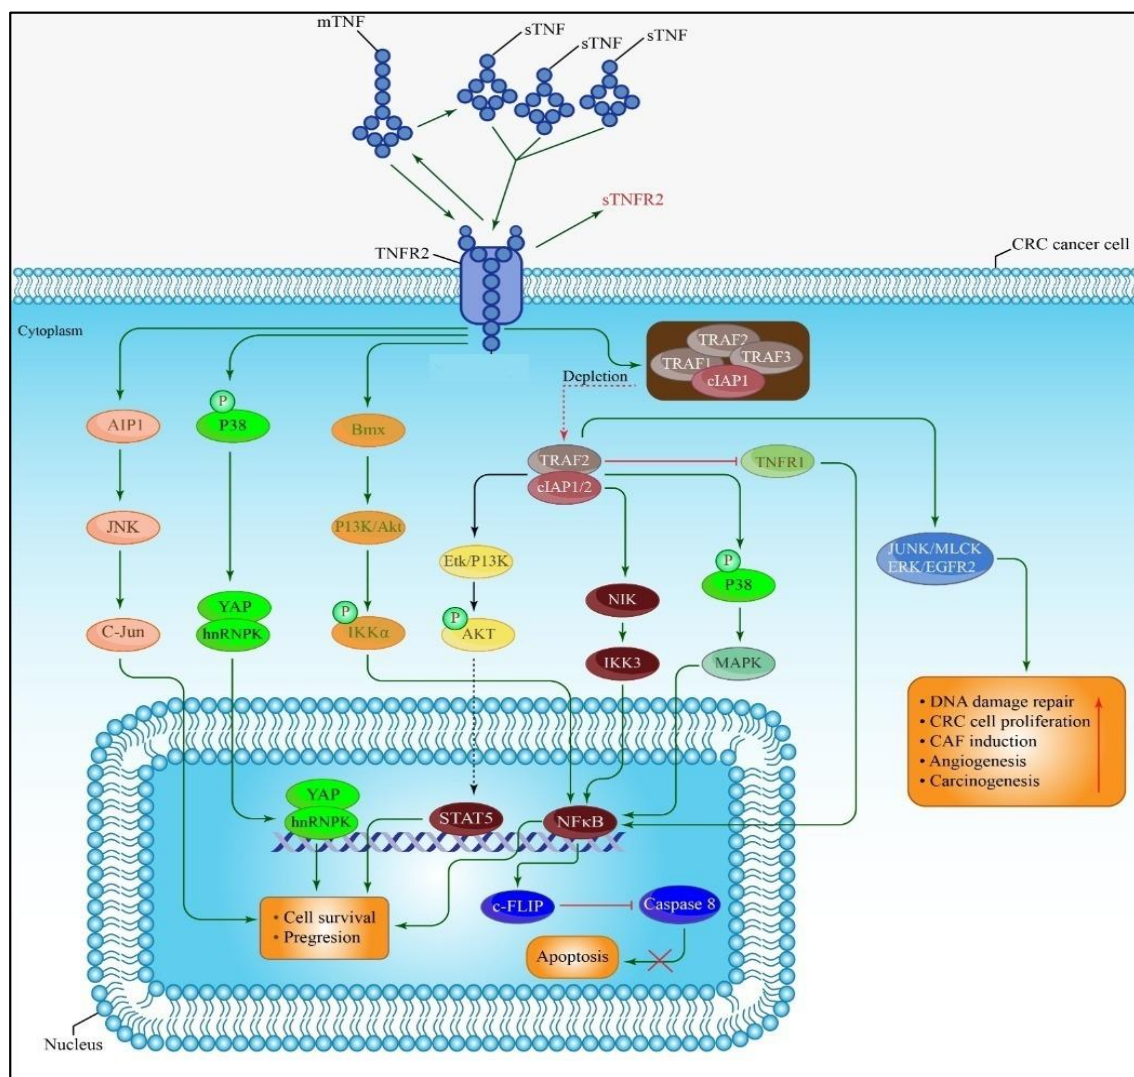 mTNF
sTNF
sTNF
sTNF
sTNFR2
TNFR2
CRC cancer cell
Cytoplasm
TRAF2
TRAF1
TRAF3
cIAP1
Depletion
P
AIP1
P38
Bmx
TRAF2
cIAP1/2
TNFR1
JNK
P13K/Akt
Etk/P13K
P
P38
JUNK/MLCK
ERK/EGFR2
NIK
YAP
hnRNPK
C-Jun
P
IKKα
P
AKT
IKK3
MAPK
• DNA damage repair
• CRC cell proliferation
• CAF induction
• Angiogenesis
• Carcinogenesis
YAP
hnRNPK
STAT5
NFκB
• Cell survival
• Pregresion
c-FLIP
Caspase 8
Apoptosis
Nucleus